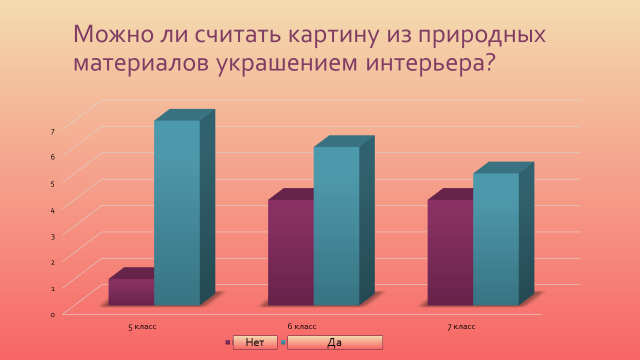 Можно ли считать картину из природных
материалов украшением интерьера?
7
6
5
4
3
2
1
0
5 класс
6 класс
7 класс
Нет
Да